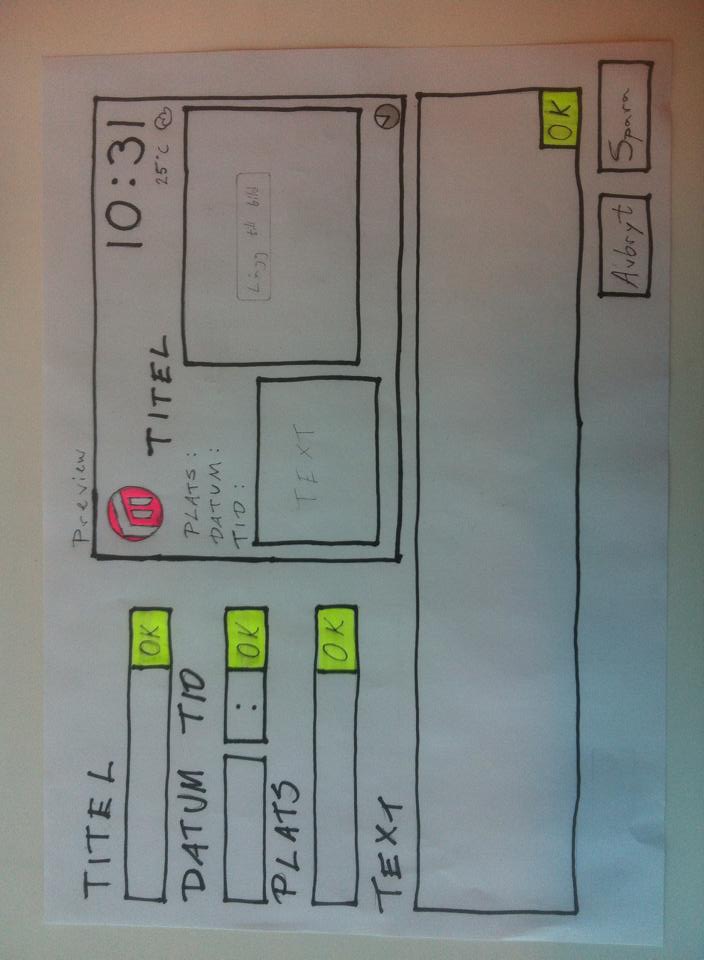 TITEL
OK
DATUM TID
: OK
PLATS
OK
TEXT
OK
Preview
10:31
25°C
TITEL
PLATS:
DATUM:
TID:
TEXT
Lägg till bild
Avbryt
Spara